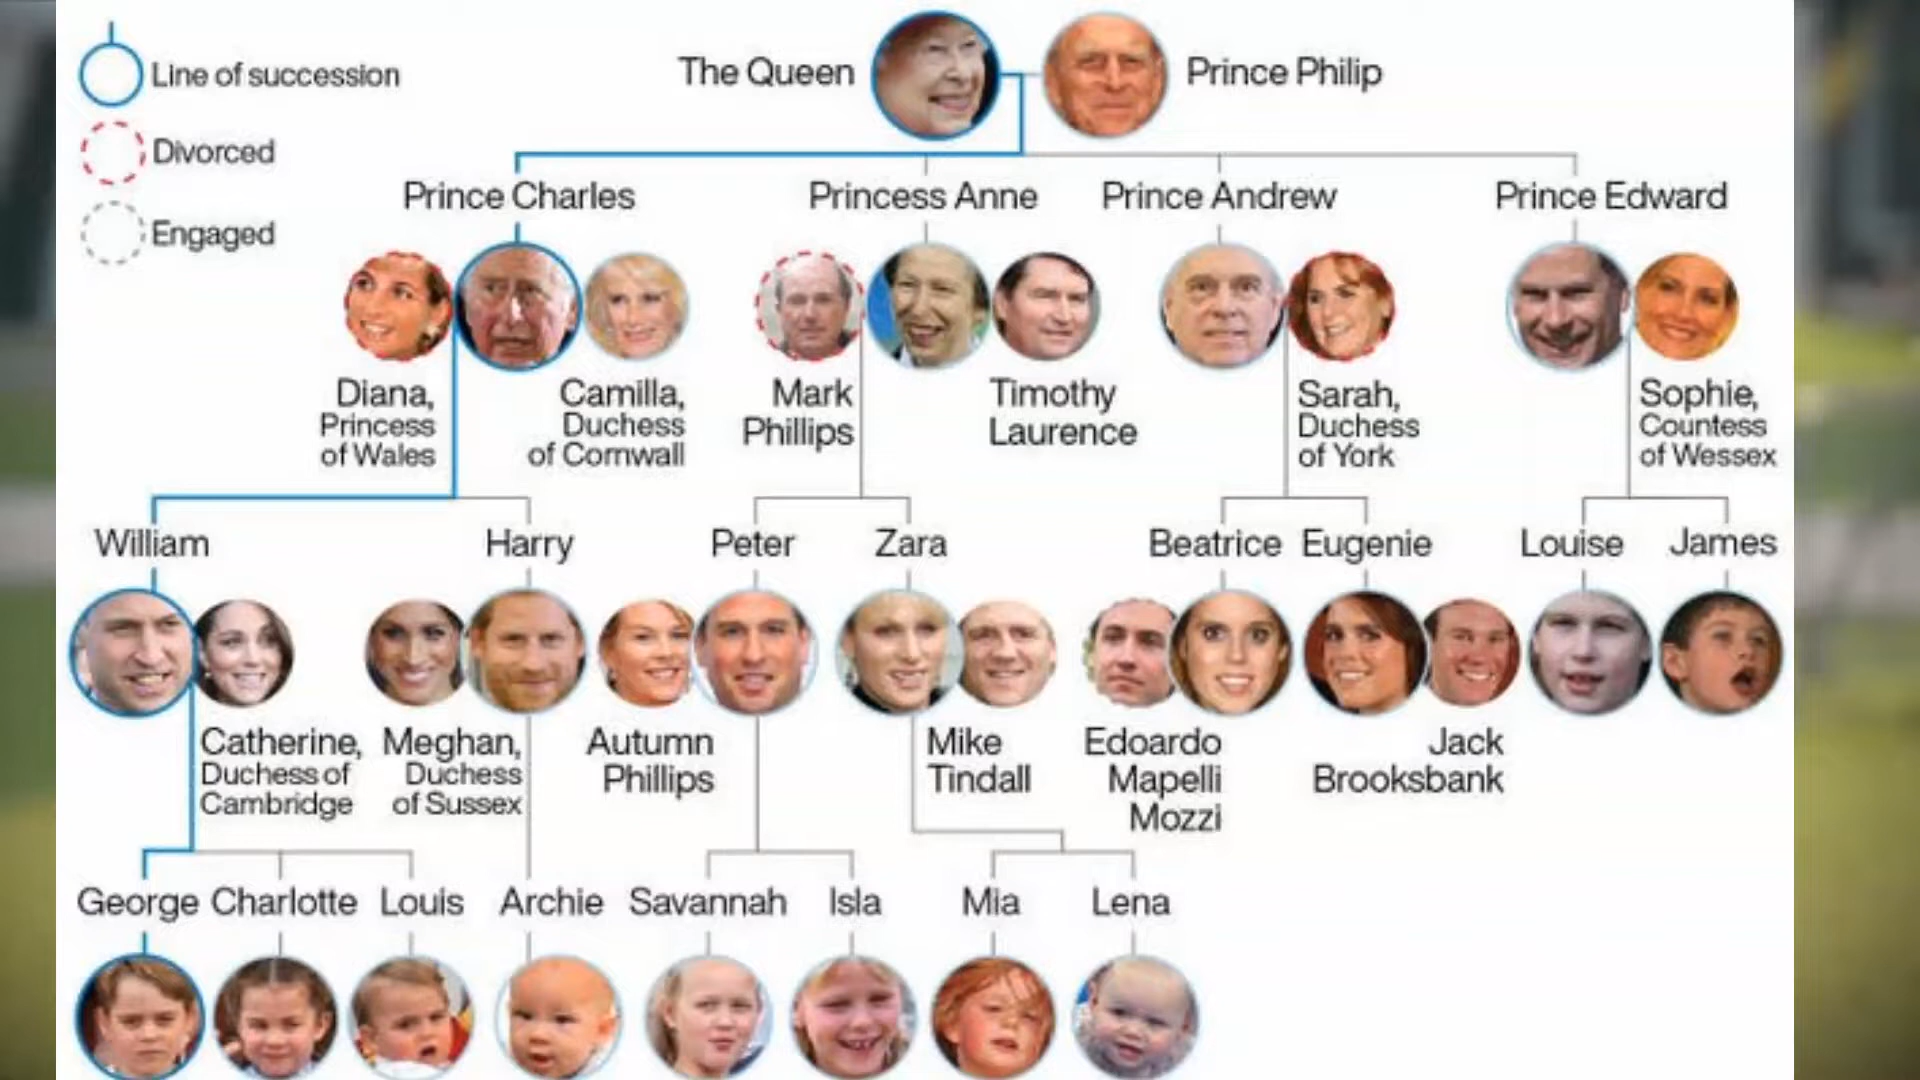 Line of succession
Divorced
Engaged
The Queen
Prince Philip
Prince Charles
Princess Anne
Prince Andrew
Prince Edward
Diana,
Princess
of Wales
Camilla,
Duchess
of Cornwall
Mark
Phillips
Timothy
Laurence
Sarah,
Duchess
of York
Sophie,
Countess
of Wessex
William
Harry
Peter
Zara
Beatrice
Eugenie
Louise
James
Catherine,
Duchess of
Cambridge
Meghan,
Duchess
of Sussex
Autumn
Phillips
Mike
Tindall
Edoardo
Mapelli
Mozzi
Jack
Brooksbank
George
Charlotte
Louis
Archie
Savannah
Isla
Mia
Lena